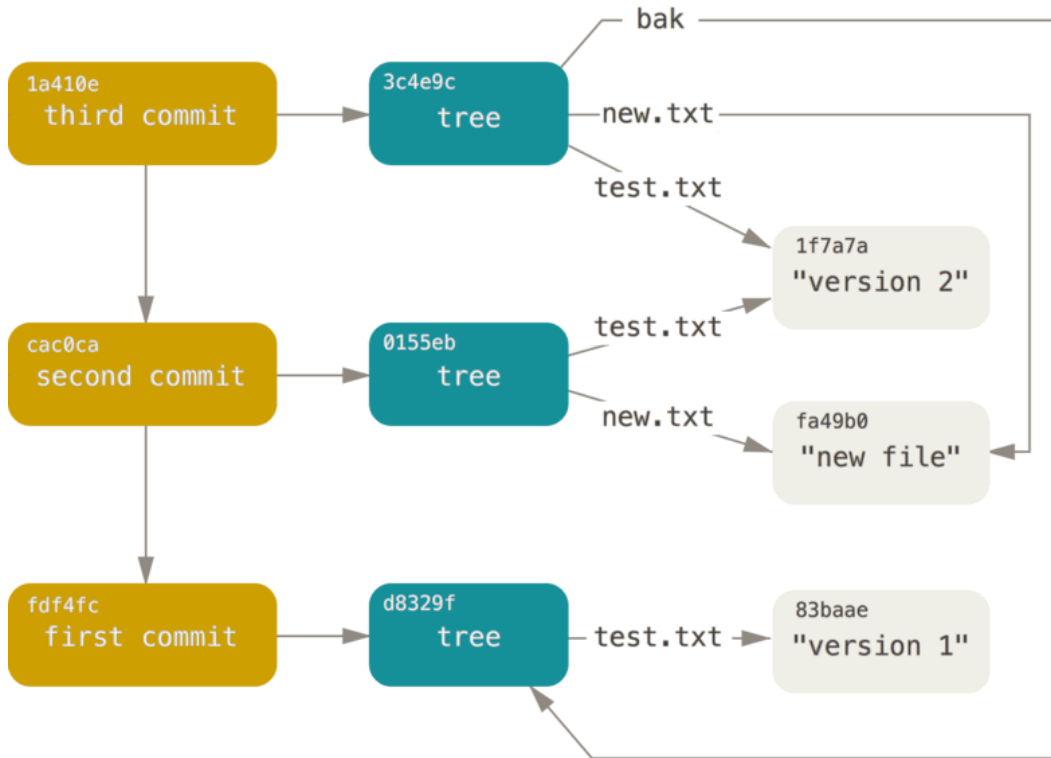 bak
1a410e
third commit
3c4e9c
tree
new.txt
test.txt
1f7a7a
"version 2"
cac0ca
second commit
0155eb
tree
test.txt
new.txt
fa49b0
"new file"
fdf4fc
first commit
d8329f
tree
test.txt
83baae
"version 1"